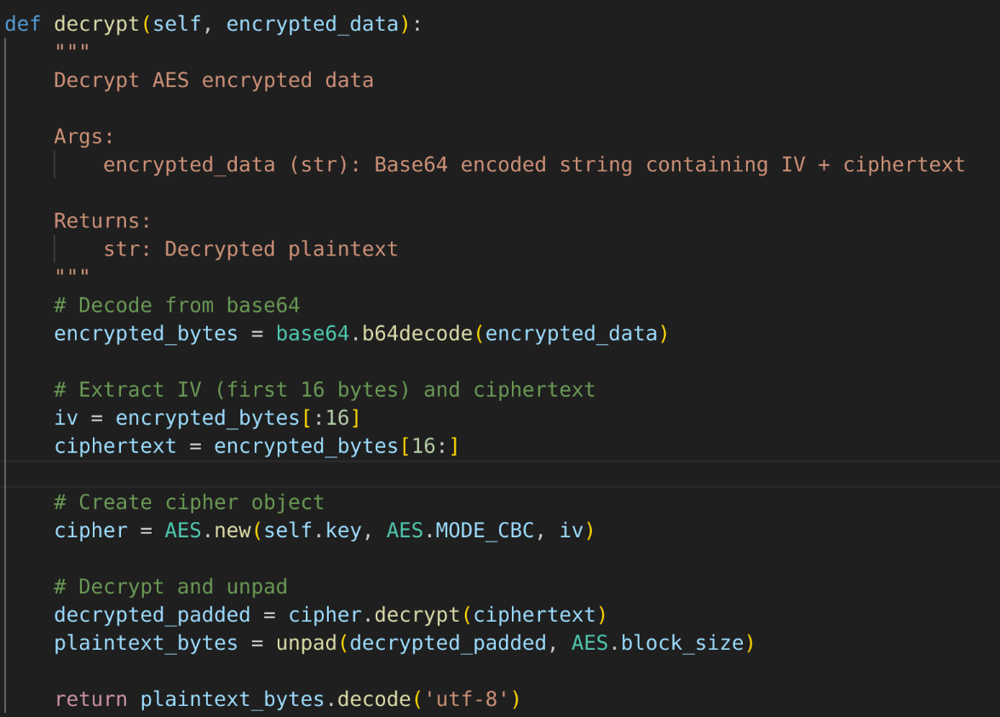 def decrypt(self, encrypted_data):
    """
    Decrypt AES encrypted data

    Args:
        encrypted_data (str): Base64 encoded string containing IV + ciphertext

    Returns:
        str: Decrypted plaintext
    """
    # Decode from base64
    encrypted_bytes = base64.b64decode(encrypted_data)

    # Extract IV (first 16 bytes) and ciphertext
    iv = encrypted_bytes[:16]
    ciphertext = encrypted_bytes[16:]

    # Create cipher object
    cipher = AES.new(self.key, AES.MODE_CBC, iv)

    # Decrypt and unpad
    decrypted_padded = cipher.decrypt(ciphertext)
    plaintext_bytes = unpad(decrypted_padded, AES.block_size)

    return plaintext_bytes.decode('utf-8')